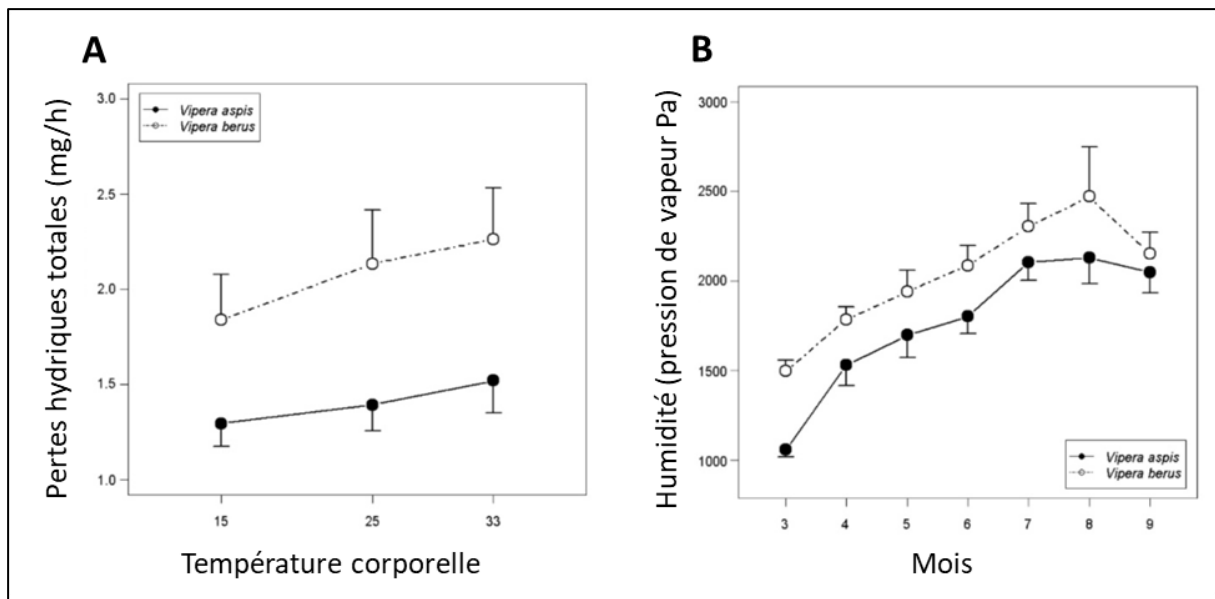 A
Pertes hydriques totales (mg/h)
3.0
2.5
2.0
1.5
1.0
Vipera aspis
Vipera berus
15
25
33
Température corporelle
B
Humidité (pression de vapeur Pa)
3000
2500
2000
1500
1000
Vipera aspis
Vipera berus
3
4
5
6
7
8
9
Mois